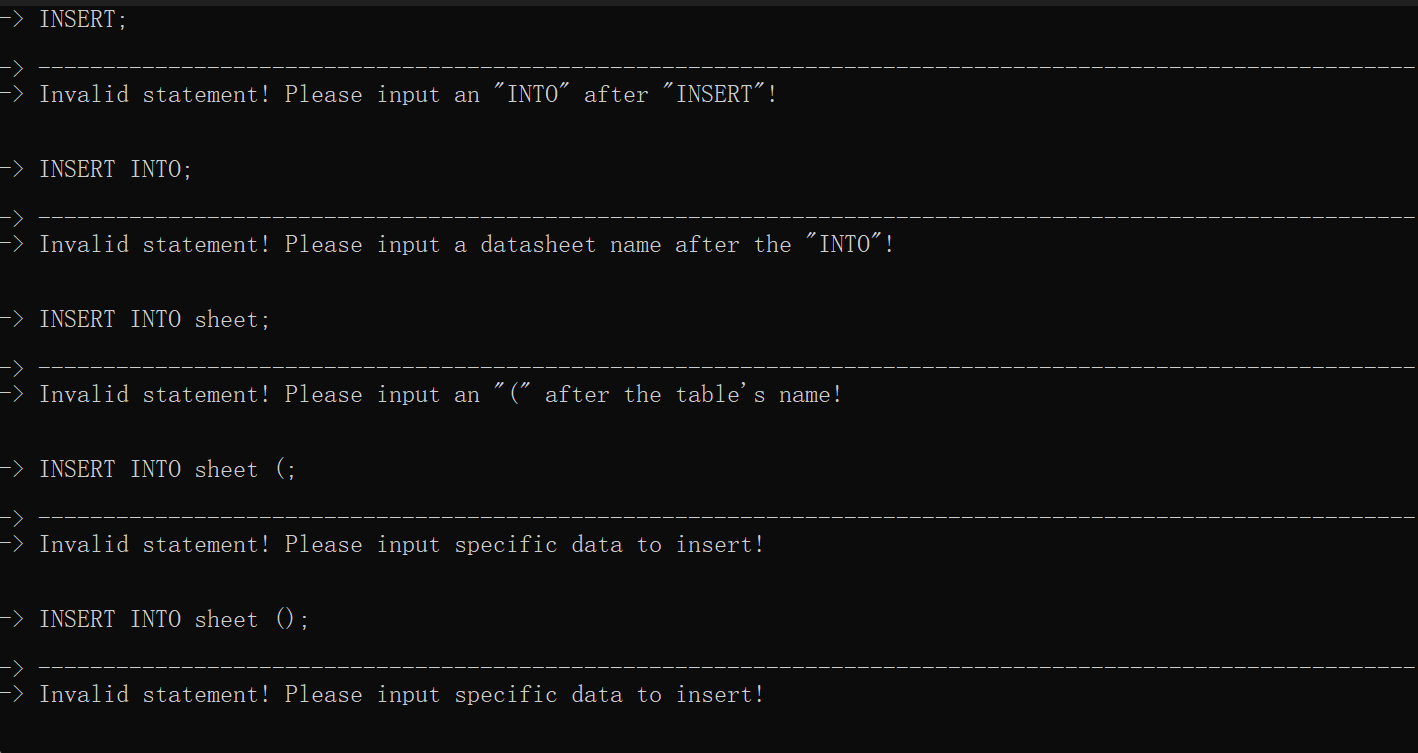 -> INSERT;
-> -----------------------------------------------------------------------------------------------------------
-> Invalid statement! Please input an "INTO" after "INSERT"!
-> INSERT INTO;
-> -----------------------------------------------------------------------------------------------------------
-> Invalid statement! Please input a datasheet name after the "INTO"!
-> INSERT INTO sheet;
-> -----------------------------------------------------------------------------------------------------------
-> Invalid statement! Please input an "(" after the table's name!
-> INSERT INTO sheet (;
-> -----------------------------------------------------------------------------------------------------------
-> Invalid statement! Please input specific data to insert!
-> INSERT INTO sheet ();
-> -----------------------------------------------------------------------------------------------------------
-> Invalid statement! Please input specific data to insert!